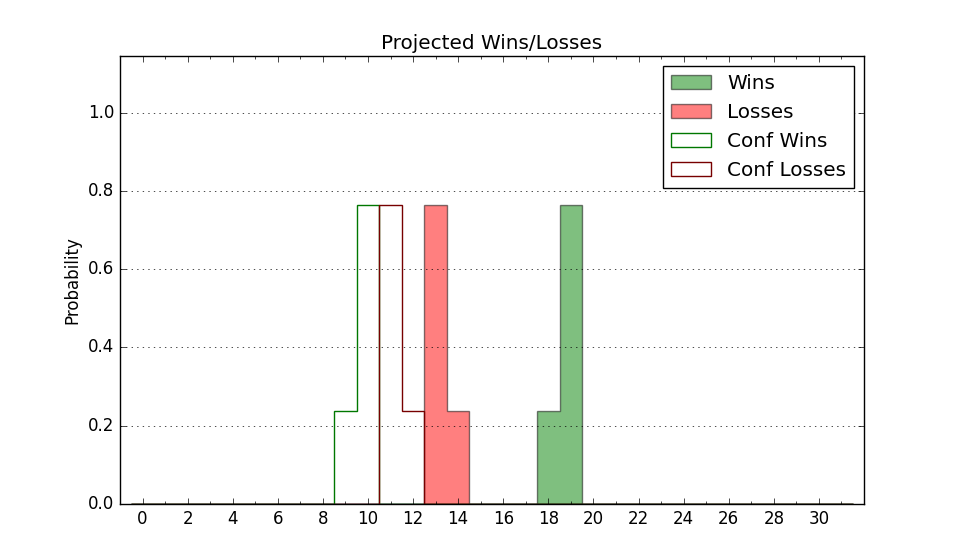 Projected Wins/Losses
Wins
Losses
Conf Wins
Conf Losses
Probability
1.0
0.8
0.6
0.4
0.2
0.0
0 2 4 6 8 10 12 14 16 18 20 22 24 26 28 30